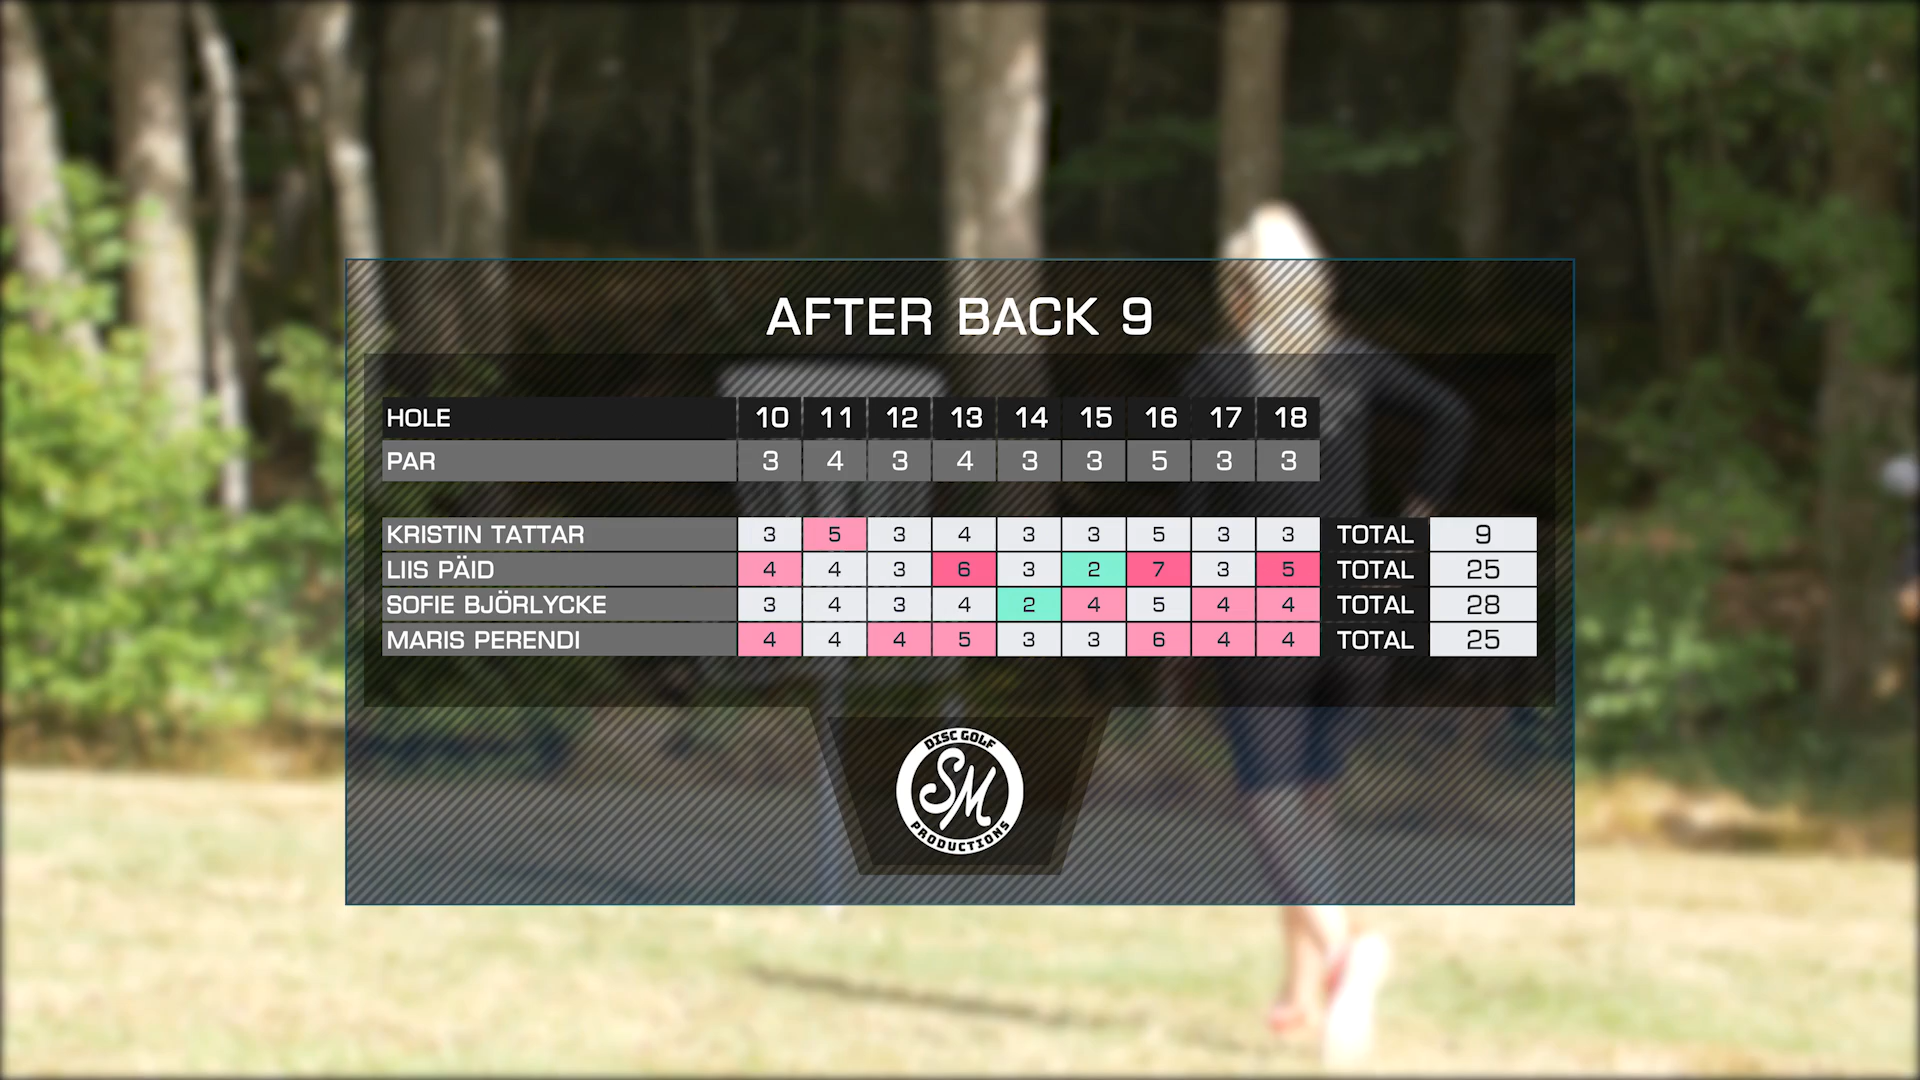 AFTER BACK 9
HOLE 10 11 12 13 14 15 16 17 18
PAR 3 4 3 4 3 3 5 3 3
KRISTIN TATTAR 3 5 3 4 3 3 5 3 3 TOTAL 9
LIIS PÄID 4 4 3 6 3 2 7 3 5 TOTAL 25
SOFIE BJÖRLYCKE 3 4 3 4 2 4 5 4 4 TOTAL 28
MARIS PERENDI 4 4 4 5 3 3 6 4 4 TOTAL 25
DISC GOLF
SM
PRODUCTIONS